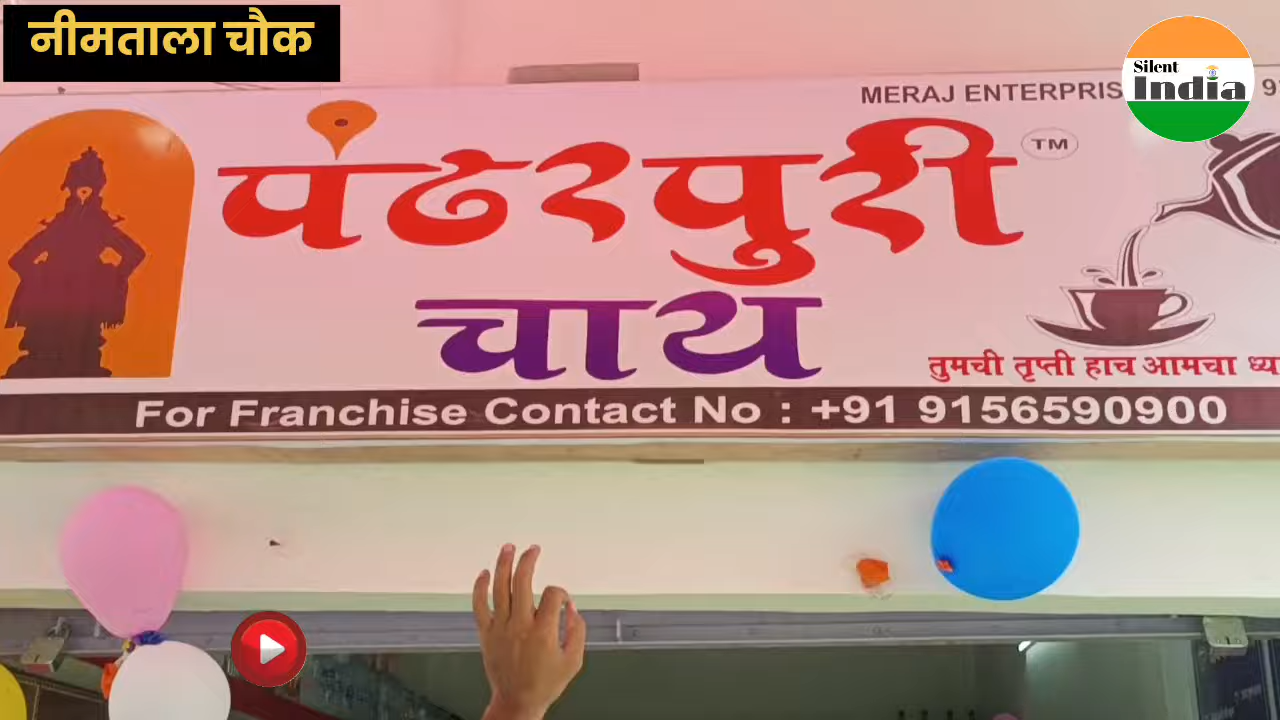 नीमताला चौक
Silent
India
MERAJ ENTERPRIS
पंढरपुरी
TM
चाय
तुमची तृप्ती हाच आमचा
For Franchise Contact No : +91 9156590900